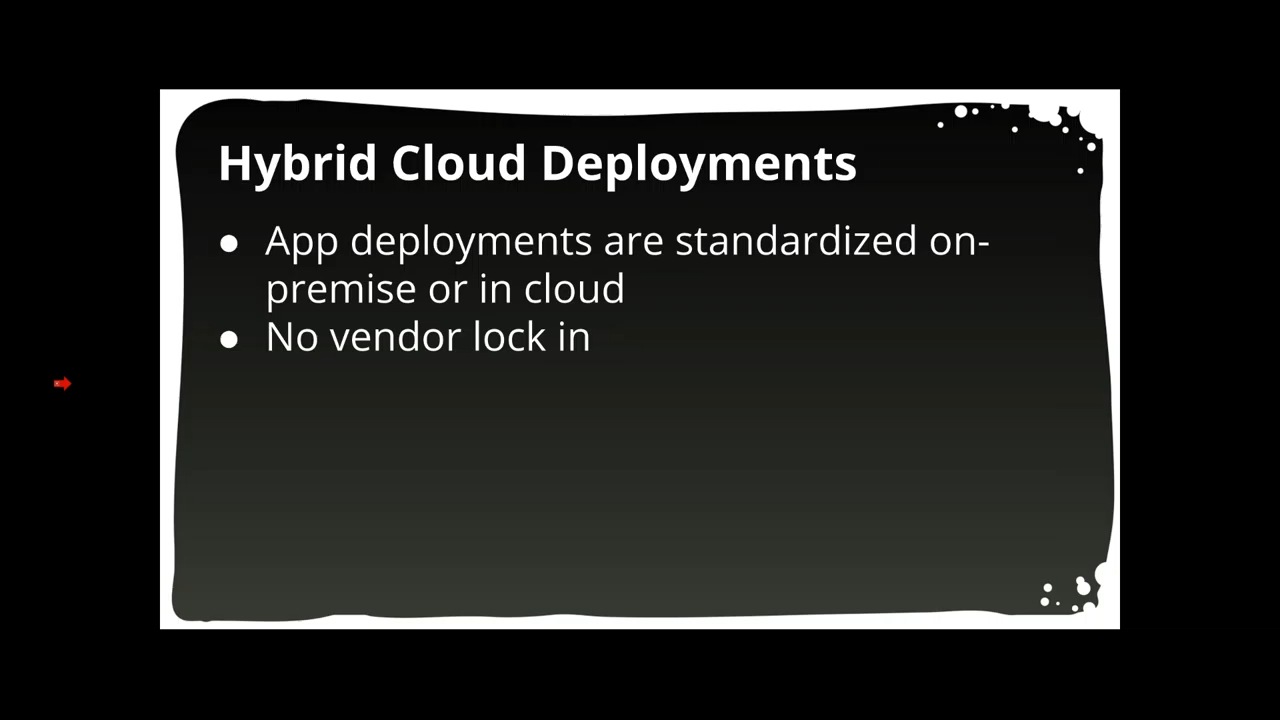 Hybrid Cloud Deployments
● App deployments are standardized on-
premise or in cloud
● No vendor lock in